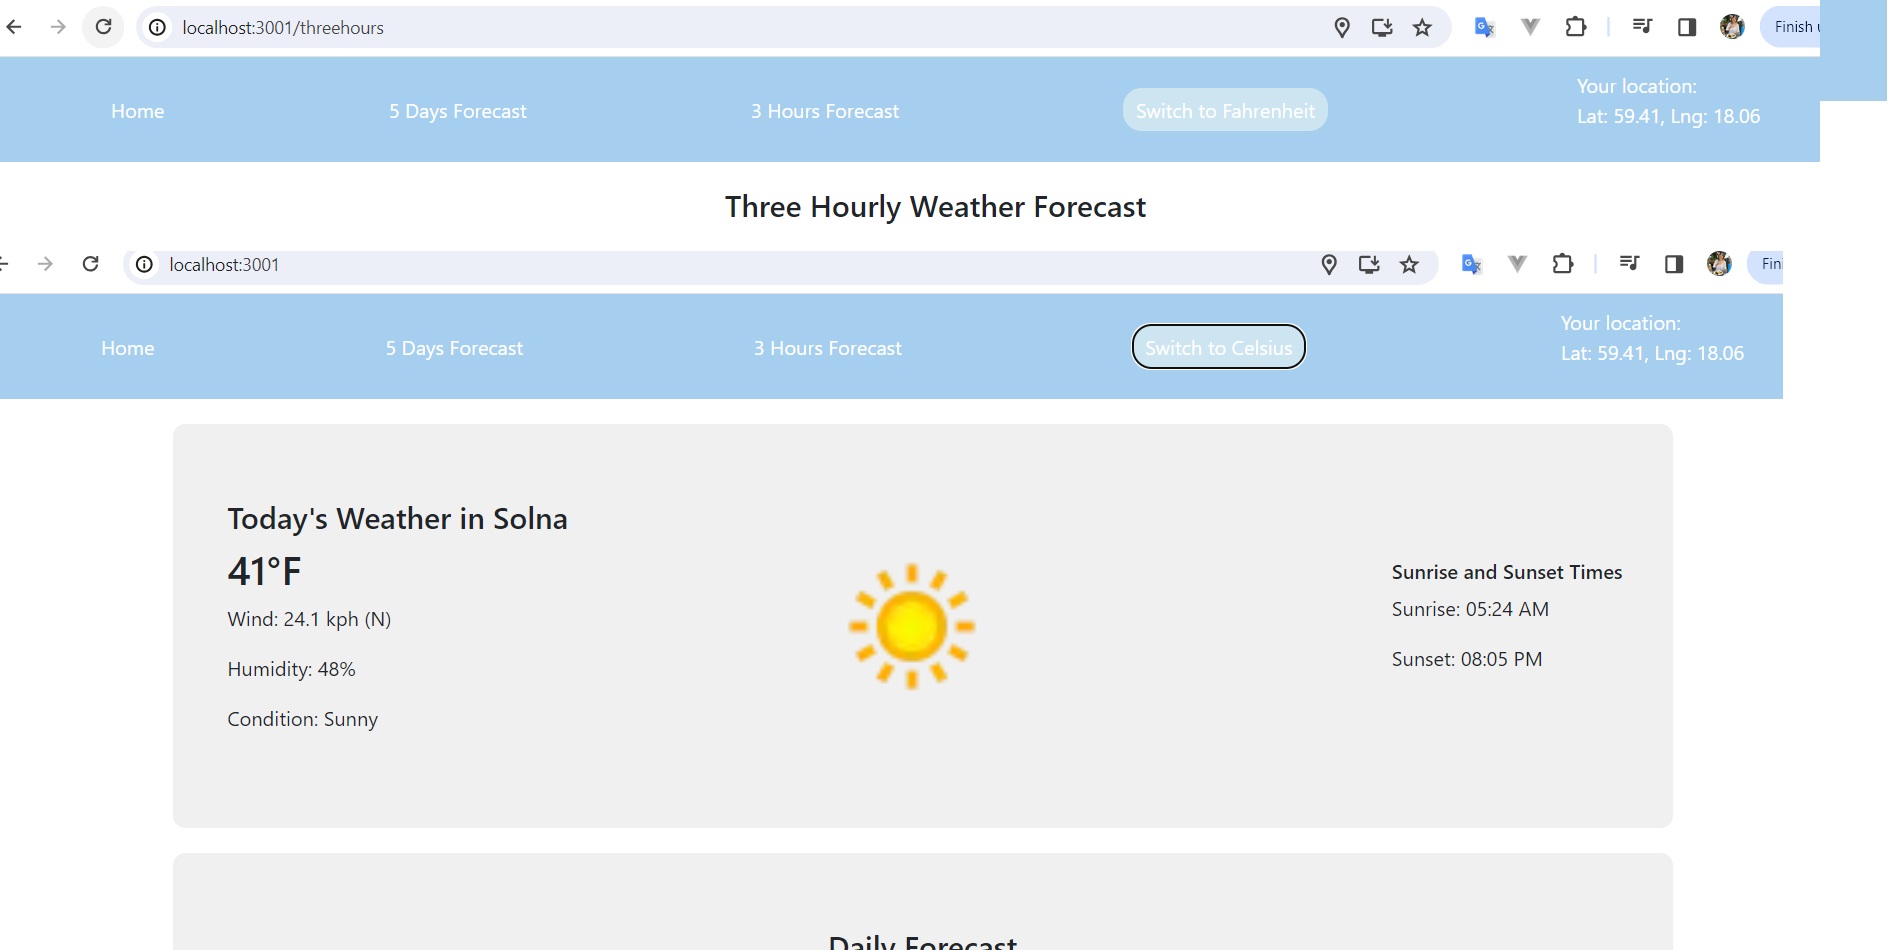 localhost:3001/threehours
Finish u
Home 5 Days Forecast 3 Hours Forecast Switch to Fahrenheit
Your location:
Lat: 59.41, Lng: 18.06
Three Hourly Weather Forecast
localhost:3001
Fini
Home 5 Days Forecast 3 Hours Forecast Switch to Celsius
Your location:
Lat: 59.41, Lng: 18.06
Today's Weather in Solna
41°F
Wind: 24.1 kph (N)
Humidity: 48%
Condition: Sunny
Sunrise and Sunset Times
Sunrise: 05:24 AM
Sunset: 08:05 PM
Daily Forecast